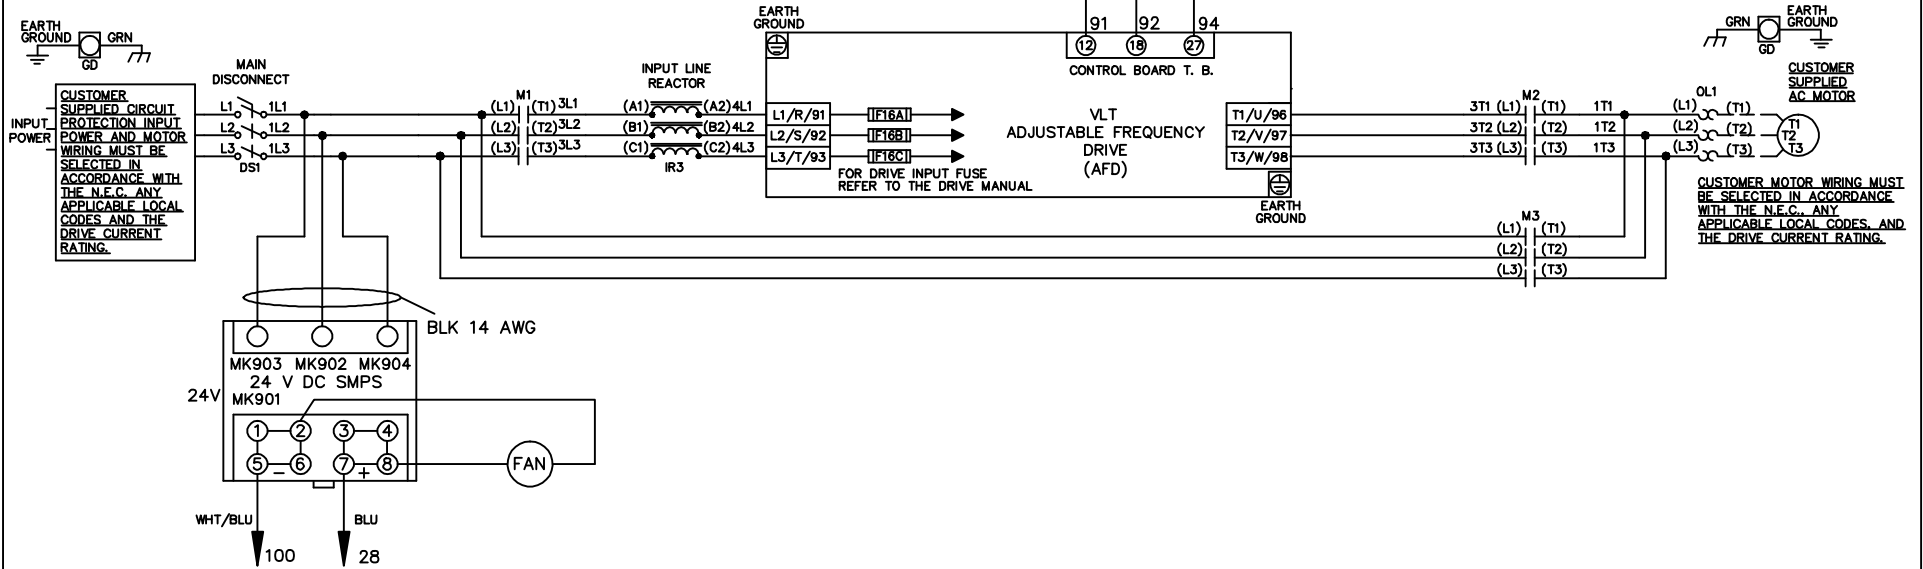 EARTH
GROUND
GRN
GD
INPUT
POWER
CUSTOMER
SUPPLIED CIRCUIT
PROTECTION INPUT
POWER AND MOTOR
WIRING MUST BE
SELECTED IN
ACCORDANCE WITH
THE N.E.C. ANY
APPLICABLE LOCAL
CODES AND THE
DRIVE CURRENT
RATING.
MAIN
DISCONNECT
L1 1L1
L2 1L2
L3 1L3
DS1
M1
(L1) (T1) 3L1
(L2) (T2) 3L2
(L3) (T3) 3L3
INPUT LINE
REACTOR
(A1) (A2) 4L1
(B1) (B2) 4L2
(C1) (C2) 4L3
IR3
EARTH
GROUND
91 92 94
12 18 27
CONTROL BOARD T. B.
L1/R/91
L2/S/92
L3/T/93
F16A
F16B
F16C
FOR DRIVE INPUT FUSE
REFER TO THE DRIVE MANUAL
VLT
ADJUSTABLE FREQUENCY
DRIVE
(AFD)
T1/U/96
T2/V/97
T3/W/98
EARTH
GROUND
M2
3T1 (L1) (T1) 1T1
3T2 (L2) (T2) 1T2
3T3 (L3) (T3) 1T3
M3
(L1) (T1)
(L2) (T2)
(L3) (T3)
GRN
EARTH
GROUND
GD
CUSTOMER
SUPPLIED
AC MOTOR
OL1
(L1) (T1)
(L2) (T2)
(L3) (T3)
T1
T2
T3
CUSTOMER MOTOR WIRING MUST
BE SELECTED IN ACCORDANCE
WITH THE N.E.C., ANY
APPLICABLE LOCAL CODES, AND
THE DRIVE CURRENT RATING.
BLK 14 AWG
MK903 MK902 MK904
24 V DC SMPS
24V
MK901
1 2 3 4
5 - 6 7 + 8
FAN
WHT/BLU
BLU
100
28